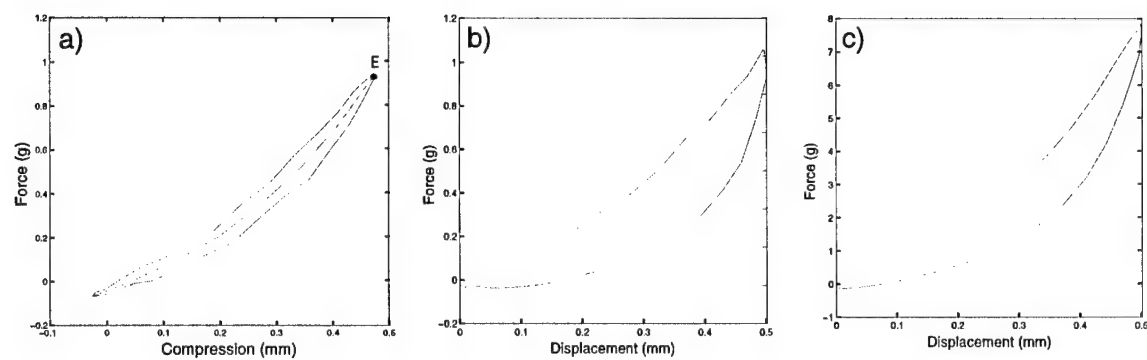 a)
E
1.2
1
0.8
0.6
0.4
0.2
0
−0.2
−0.1 0 0.1 0.2 0.3 0.4 0.5
Force (g)
Compression (mm)
b)
1.2
1
0.8
0.6
0.4
0.2
0
−0.2
0 0.1 0.2 0.3 0.4 0.5
Force (g)
Displacement (mm)
c)
8
7
6
5
4
3
2
1
0
−1
0 0.1 0.2 0.3 0.4 0.5
Force (g)
Displacement (mm)